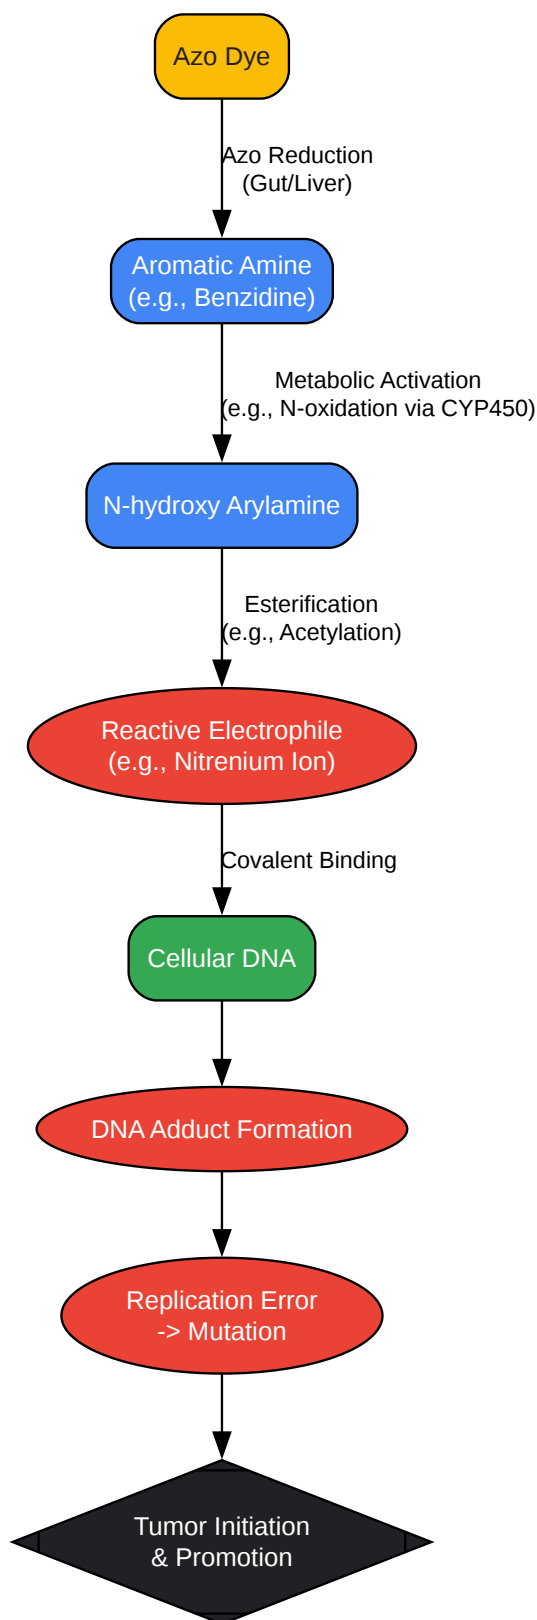 Azo Dye
Azo Reduction
(Gut/Liver)
Aromatic Amine
(e.g., Benzidine)
Metabolic Activation
(e.g., N-oxidation via CYP450)
N-hydroxy Arylamine
Esterification
(e.g., Acetylation)
Reactive Electrophile
(e.g., Nitrenium Ion)
Covalent Binding
Cellular DNA
DNA Adduct Formation
Replication Error
-> Mutation
Tumor Initiation
& Promotion